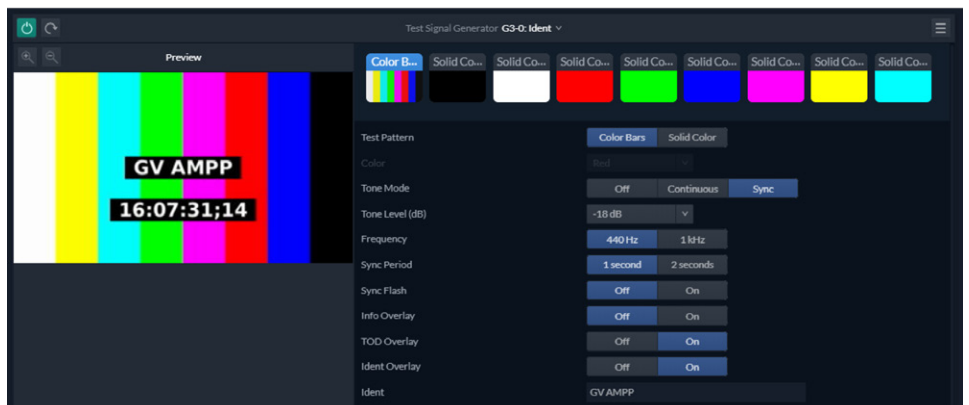 Test Signal Generator G3-0: Ident
Preview
GV AMPP
16:07:31;14
Color B... Solid Co... Solid Co... Solid Co... Solid Co... Solid Co... Solid Co... Solid Co... Solid Co...
Test Pattern Color Bars Solid Color
Color Red
Tone Mode Off Continuous Sync
Tone Level (dB) -18 dB
Frequency 440 Hz 1 kHz
Sync Period 1 second 2 seconds
Sync Flash Off On
Info Overlay Off On
TOD Overlay Off On
Ident Overlay Off On
Ident GV AMPP